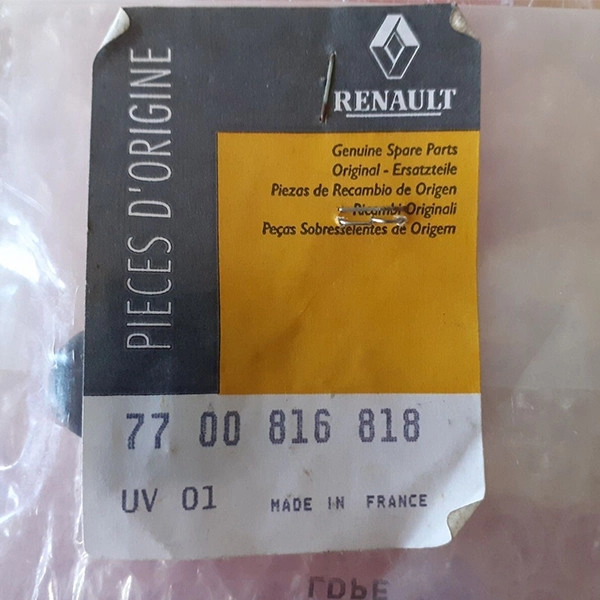 PIECES D'ORIGINE
RENAULT
Genuine Spare Parts
Original - Ersatzteile
Piezas de Recambio de Origen
Ricambi Originali
Peças Sobresselentes de Origem
77 00 816 818
UV 01 MADE IN FRANCE
LDPE